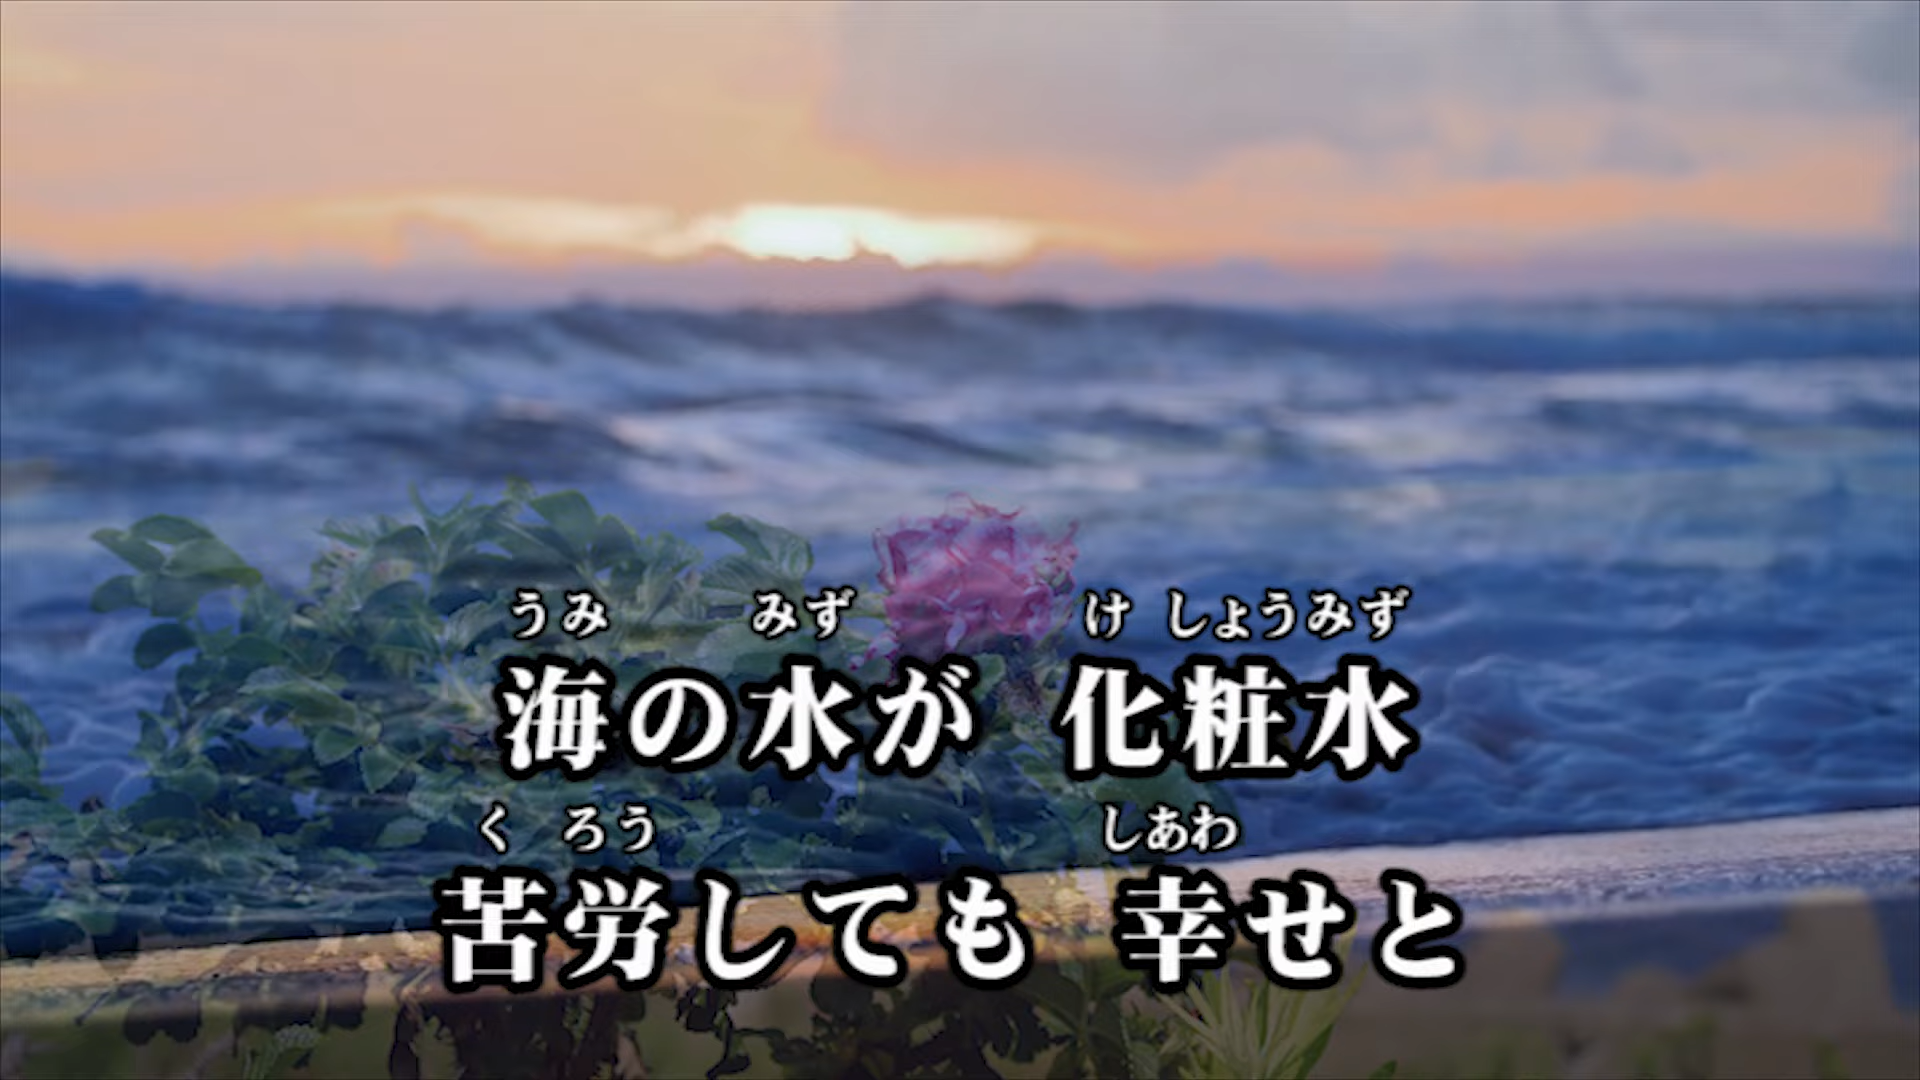 うみ みず け しょうみず
海の水が 化粧水
く ろう しあわ
苦労しても 幸せと